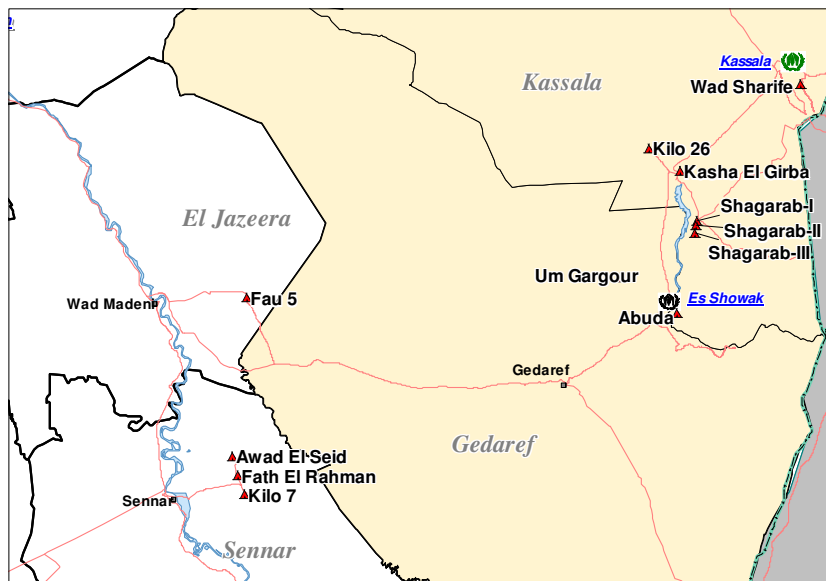 Kassala
Wad Sharife
Kassala
Kilo 26
Kasha El Girba
Shagarab-I
Shagarab-II
Shagarab-III
El Jazeera
Um Gargour
Wad Madeni
Fau 5
Es Showak
Abuda
Gedaref
Gedaref
Awad El Seid
Fath El Rahman
Kilo 7
Sennar
Sennar